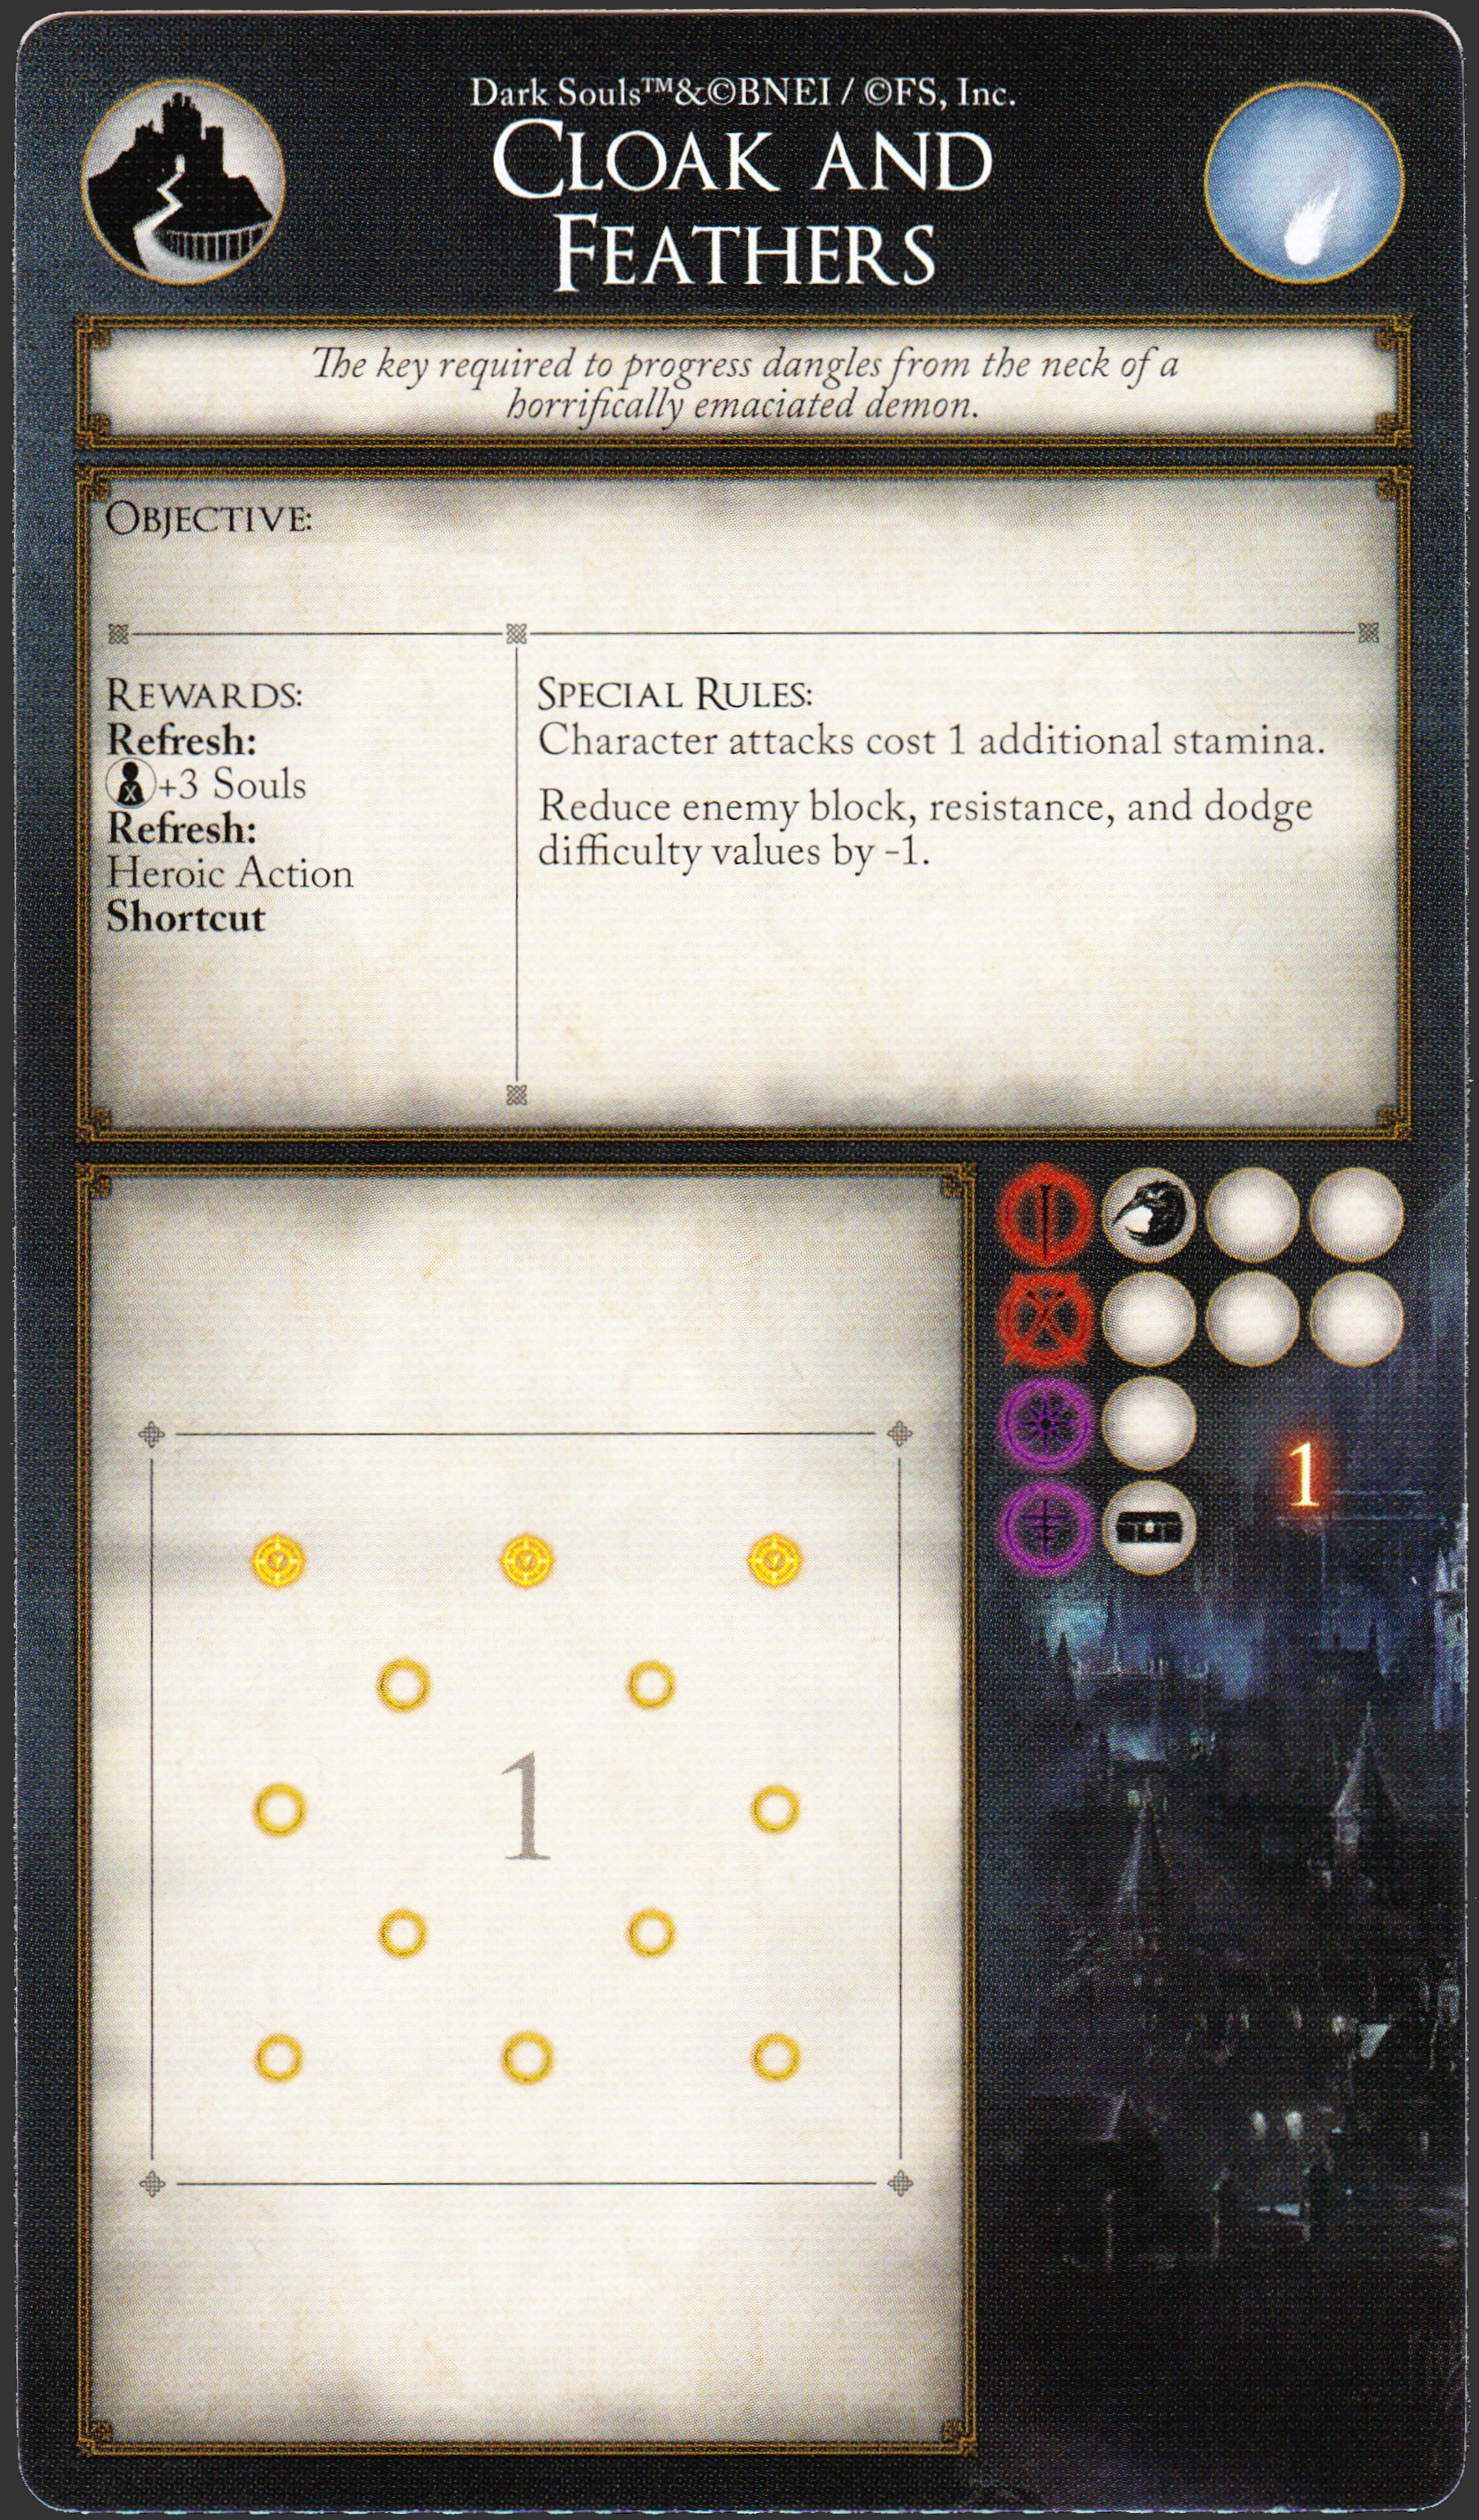 Dark Souls™&©BNEI / ©FS, Inc.
CLOAK AND
FEATHERS
The key required to progress dangles from the neck of a
horrifically emaciated demon.
OBJECTIVE:
REWARDS:
Refresh:
X +3 Souls
Refresh:
Heroic Action
Shortcut
SPECIAL RULES:
Character attacks cost 1 additional stamina.
Reduce enemy block, resistance, and dodge
difficulty values by -1.
1
1